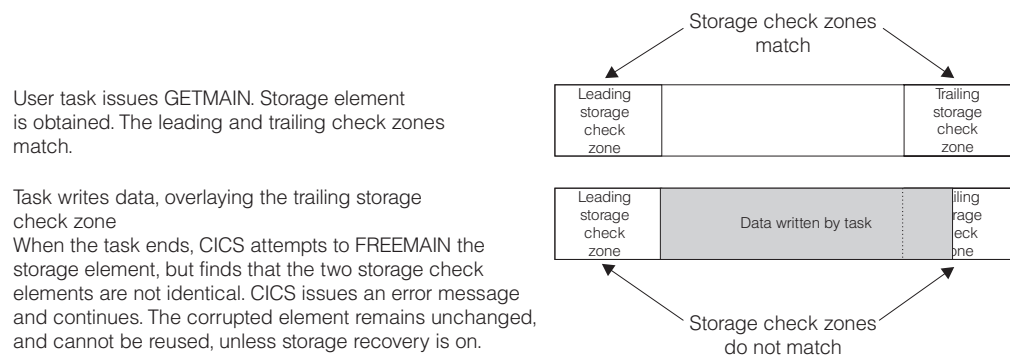 Storage check zones
match
User task issues GETMAIN. Storage element
is obtained. The leading and trailing check zones
match.
Leading
storage
check
zone
Trailing
storage
check
zone
Task writes data, overlaying the trailing storage
check zone
When the task ends, CICS attempts to FREEMAIN the
storage element, but finds that the two storage check
elements are not identical. CICS issues an error message
and continues. The corrupted element remains unchanged,
and cannot be reused, unless storage recovery is on.
Leading
storage
check
zone
Data written by task
iling
rage
eck
one
Storage check zones
do not match